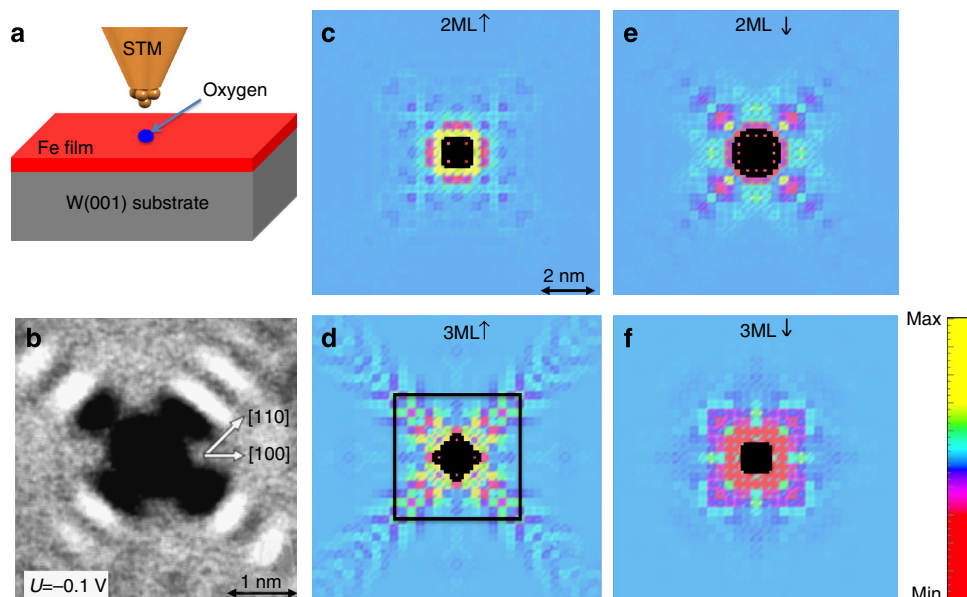 a
STM
Oxygen
Fe film
W(001) substrate
b
[110]
[100]
U=–0.1 V
1 nm
c
2ML↑
2 nm
e
2ML ↓
d
3ML↑
f
3ML ↓
Max
Min